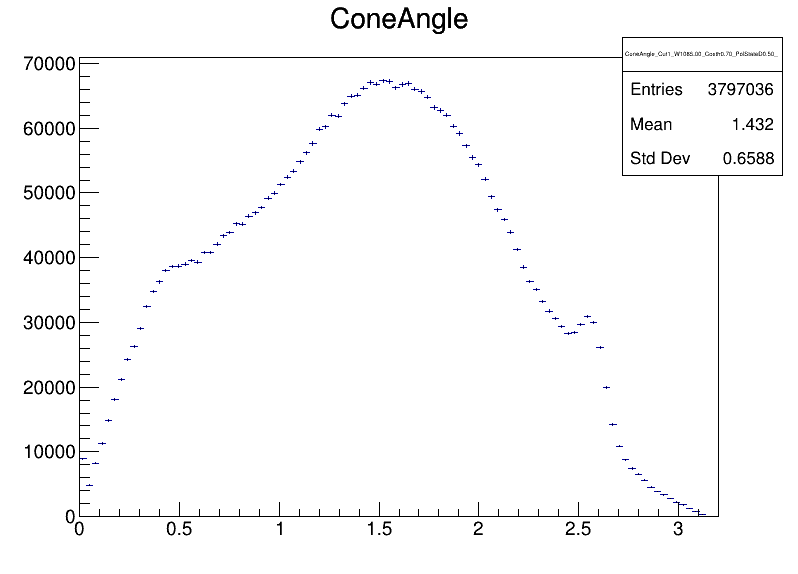 ConeAngle
ConeAngle_Cut1_W1085.00_Costh0.70_PolStateD0.50_
Entries 3797036
Mean 1.432
Std Dev 0.6588
70000
60000
50000
40000
30000
20000
10000
0
0 0.5 1 1.5 2 2.5 3